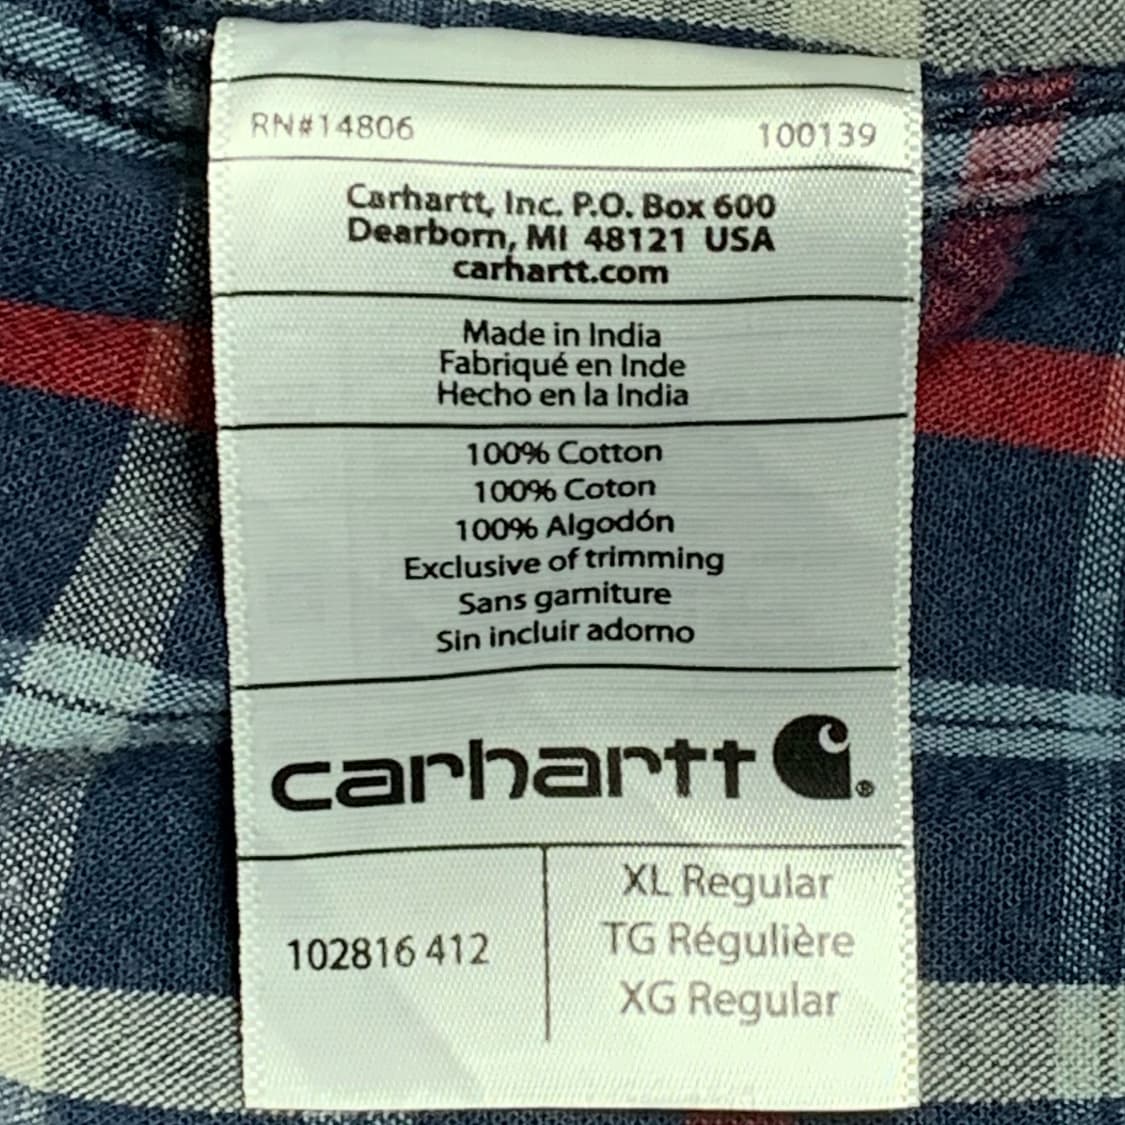 RN#14806 100139
Carhartt, Inc. P.O. Box 600
Dearborn, MI 48121 USA
carhartt.com
Made in India
Fabriqué en Inde
Hecho en la India
100% Cotton
100% Coton
100% Algodón
Exclusive of trimming
Sans garniture
Sin incluir adorno
carhartt ®
102816 412
XL Regular
TG Régulière
XG Regular